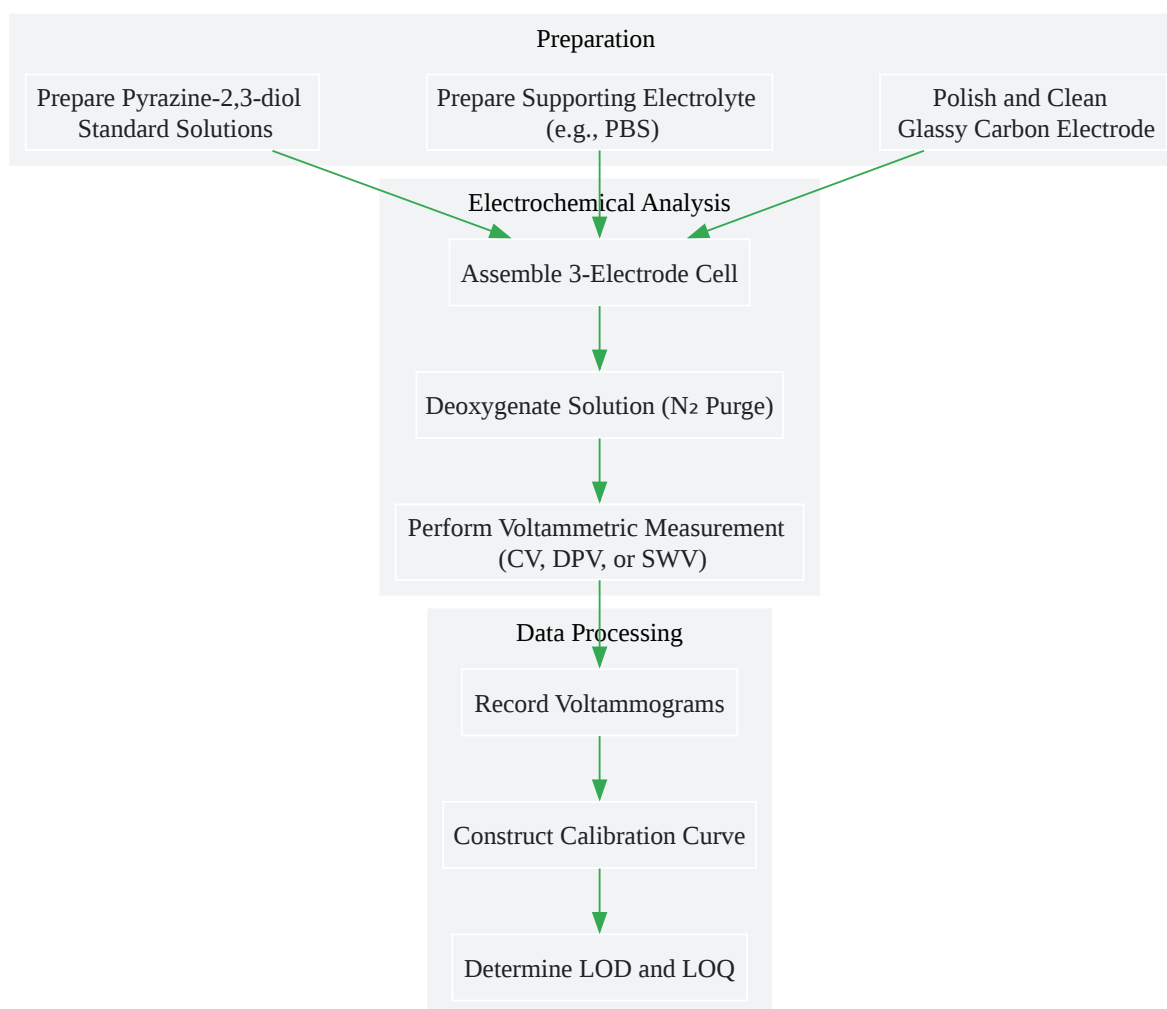 Preparation
Prepare Pyrazine-2,3-diol
Standard Solutions
Prepare Supporting Electrolyte
(e.g., PBS)
Polish and Clean
Glassy Carbon Electrode
Electrochemical Analysis
Assemble 3-Electrode Cell
Deoxygenate Solution (N₂ Purge)
Perform Voltammetric Measurement
(CV, DPV, or SWV)
Data Processing
Record Voltammograms
Construct Calibration Curve
Determine LOD and LOQ